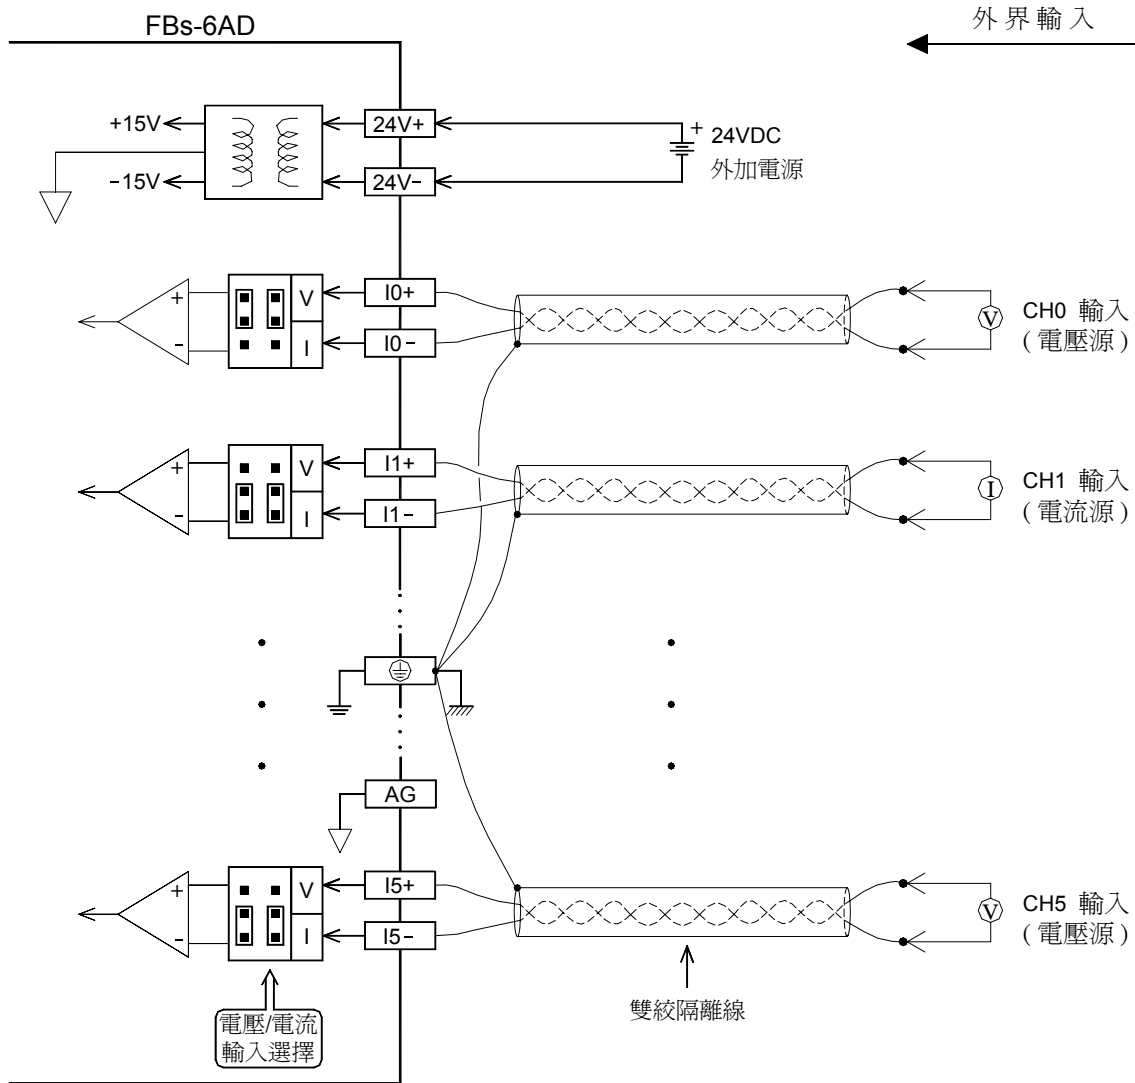 FBs-6AD
外界輸入
+15V
24V+
+ 24VDC
外加電源
−15V
24V−
+
V
I0+
−
I
I0−
V
CH0 輸入
(電壓源)
+
V
I1+
−
I
I1−
I
CH1 輸入
(電流源)
AG
+
V
I5+
−
I
I5−
V
CH5 輸入
(電壓源)
雙絞隔離線
電壓/電流
輸入選擇